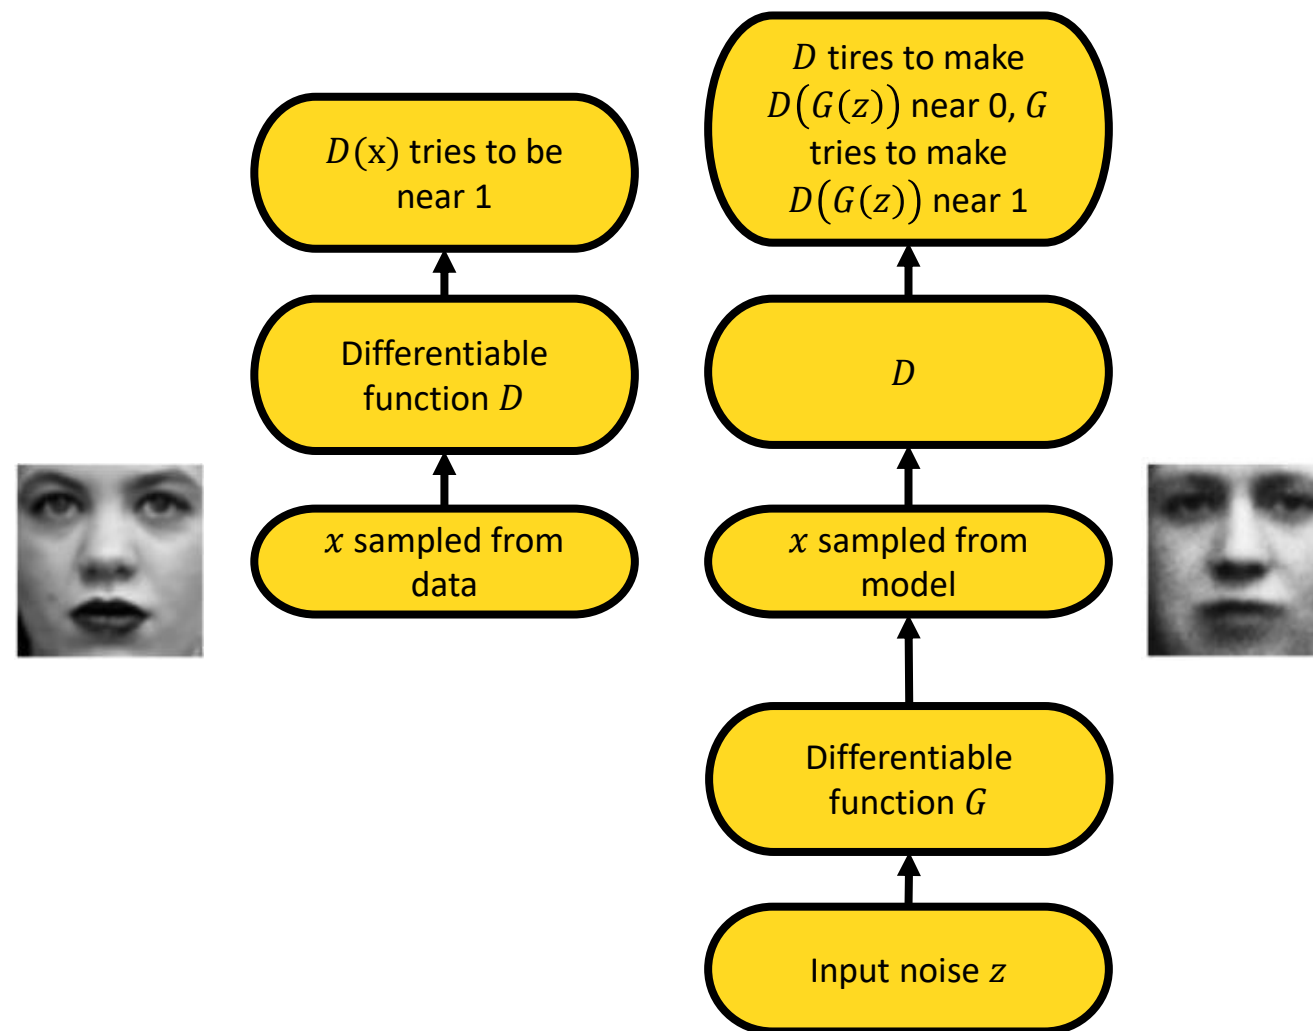 D(x) tries to be
near 1
Differentiable
function D
x sampled from
data
D tires to make
D(G(z)) near 0, G
tries to make
D(G(z)) near 1
D
x sampled from
model
Differentiable
function G
Input noise z